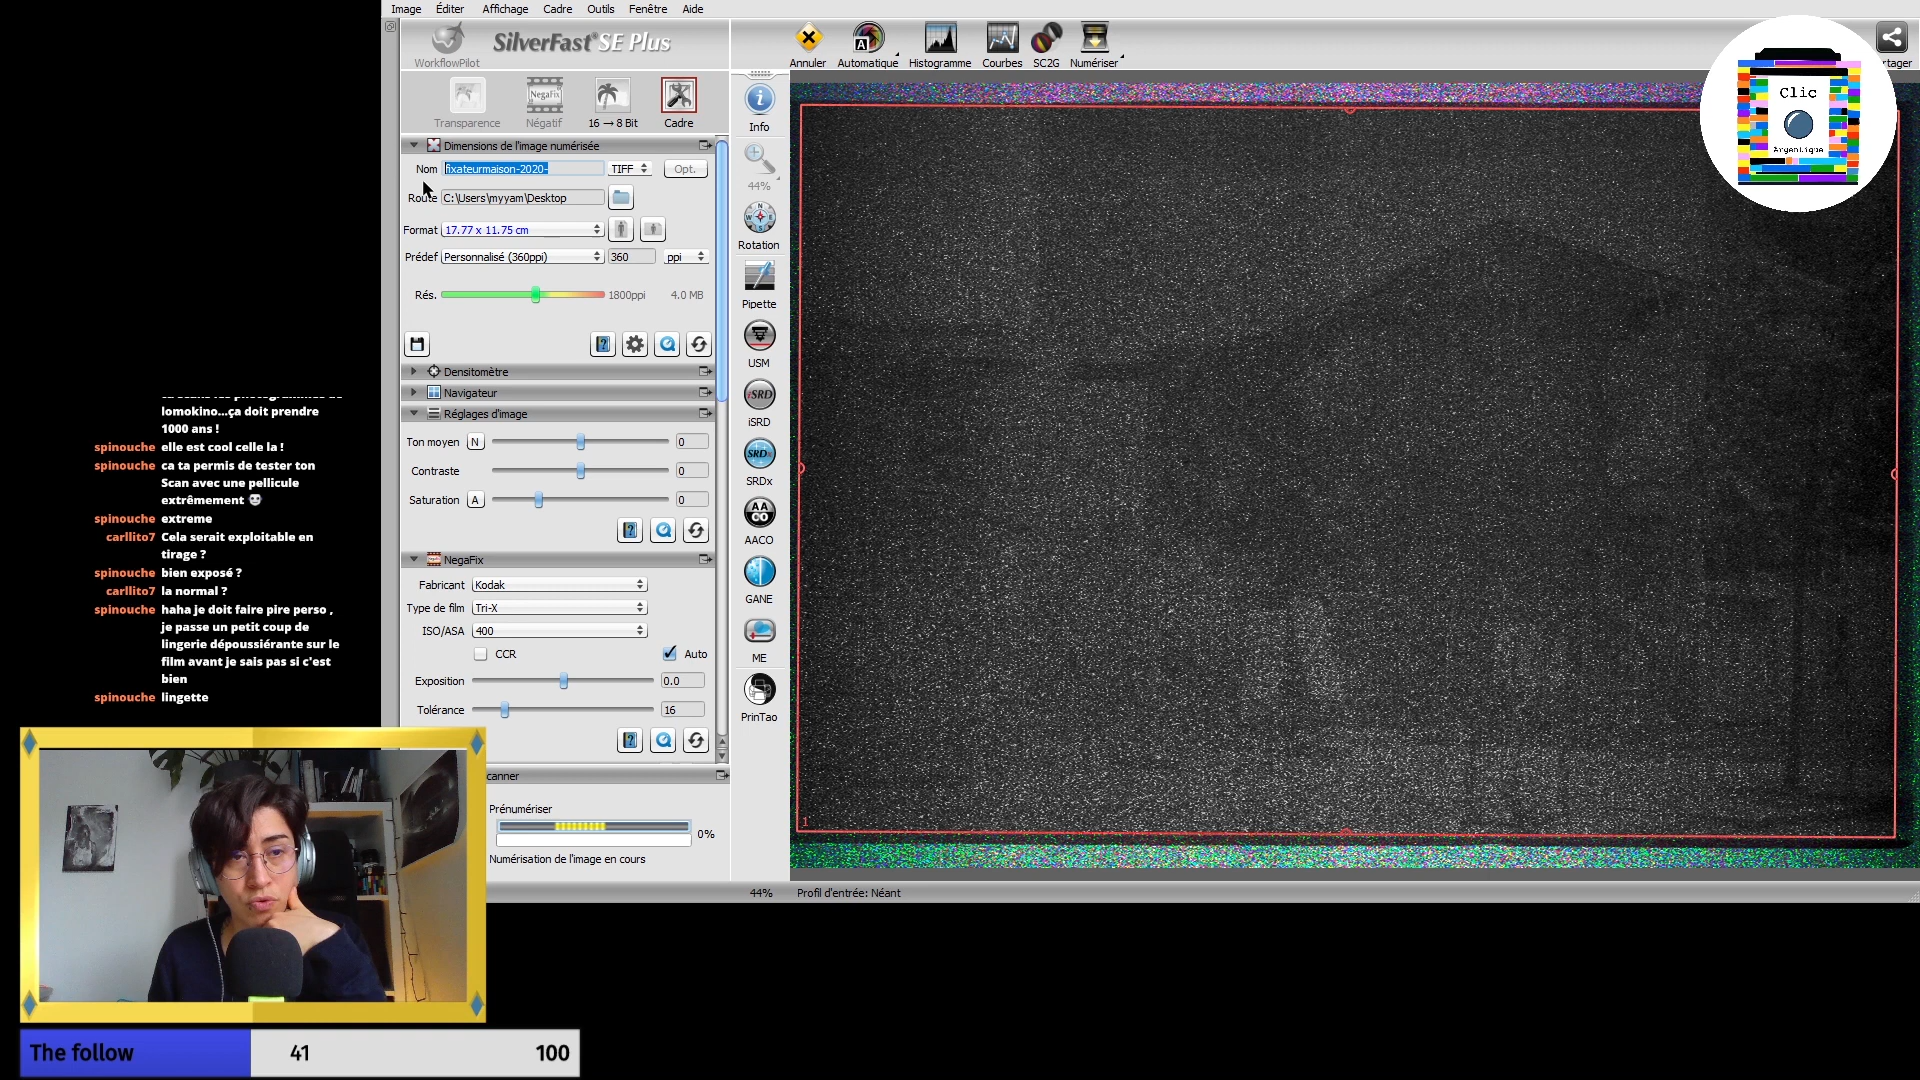 Image Éditer Affichage Cadre Outils Fenêtre Aide
WorkflowPilot
SilverFast® SE Plus
Annuler Automatique Histogramme Courbes SC2G Numériser
Clic
Argentique
Transparence Négatif 16→8 Bit Cadre
Dimensions de l'image numérisée
Nom fixateurmaison-2020- TIFF Opt.
Route C:\Users\myyam\Desktop
Format 17.77 x 11.75 cm
Prédef Personnalisé (360ppi) 360 ppi
Rés. 1800ppi 4.0 MB
Densitomètre
Navigateur
Réglages d'image
Ton moyen N 0
Contraste 0
Saturation A 0
NegaFix
Fabricant Kodak
Type de film Tri-X
ISO/ASA 400
CCR Auto
Exposition 0.0
Tolérance 16
canner
Prénumériser
0%
Numérisation de l'image en cours
Info
44%
Rotation
Pipette
USM
iSRD
SRDx
AACO
GANE
ME
PrinTao
44% Profil d'entrée: Néant
1
lomokino...ça doit prendre
1000 ans !
spinouche elle est cool celle la !
spinouche ca ta permis de tester ton
Scan avec une pellicule
extrêmement
spinouche extreme
carllito7 Cela serait exploitable en
tirage ?
spinouche bien exposé ?
carllito7 la normal ?
spinouche haha je doit faire pire perso ,
je passe un petit coup de
lingerie dépoussiérante sur le
film avant je sais pas si c'est
bien
spinouche lingette
The follow 41 100